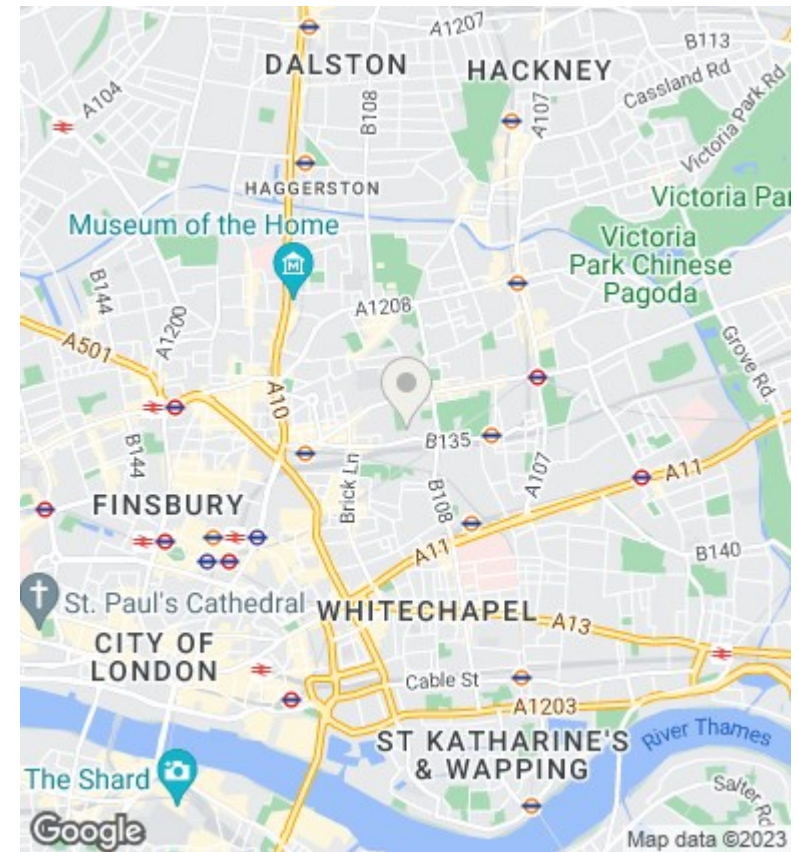 A1207
B113
DALSTON
HACKNEY
Cassland Rd
A104
B108
A107
Victoria Park Rd
HAGGERSTON
Victoria Par
Museum of the Home
Victoria
Park Chinese
Pagoda
B144
A1200
A1208
A501
A10
Grove Rd
B135
B144
Brick Ln
B108
A107
A11
FINSBURY
A11
B140
St. Paul's Cathedral
WHITECHAPEL
A13
CITY OF
LONDON
Cable St
A1203
ST KATHARINE'S
& WAPPING
River Thames
The Shard
Salter Rd
Google
Map data ©2023